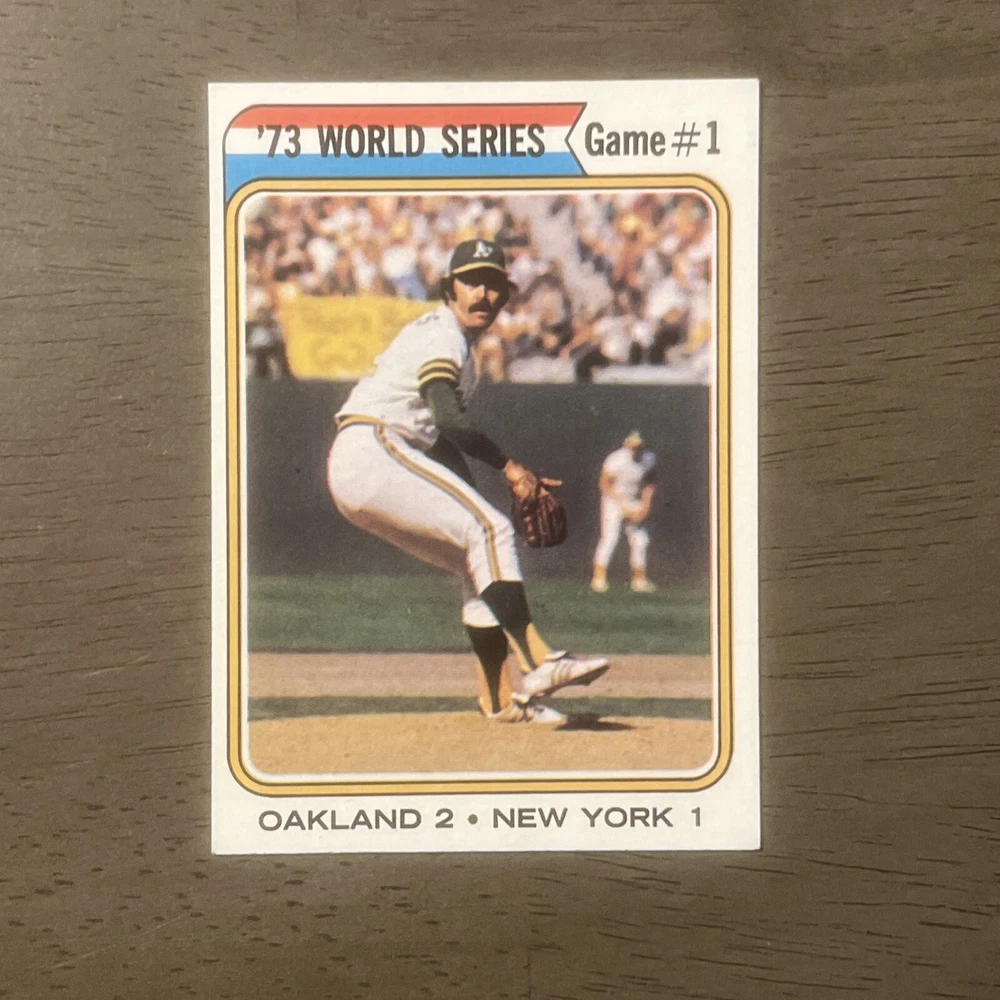 '73 WORLD SERIES
Game #1
A's
OAKLAND 2 • NEW YORK 1